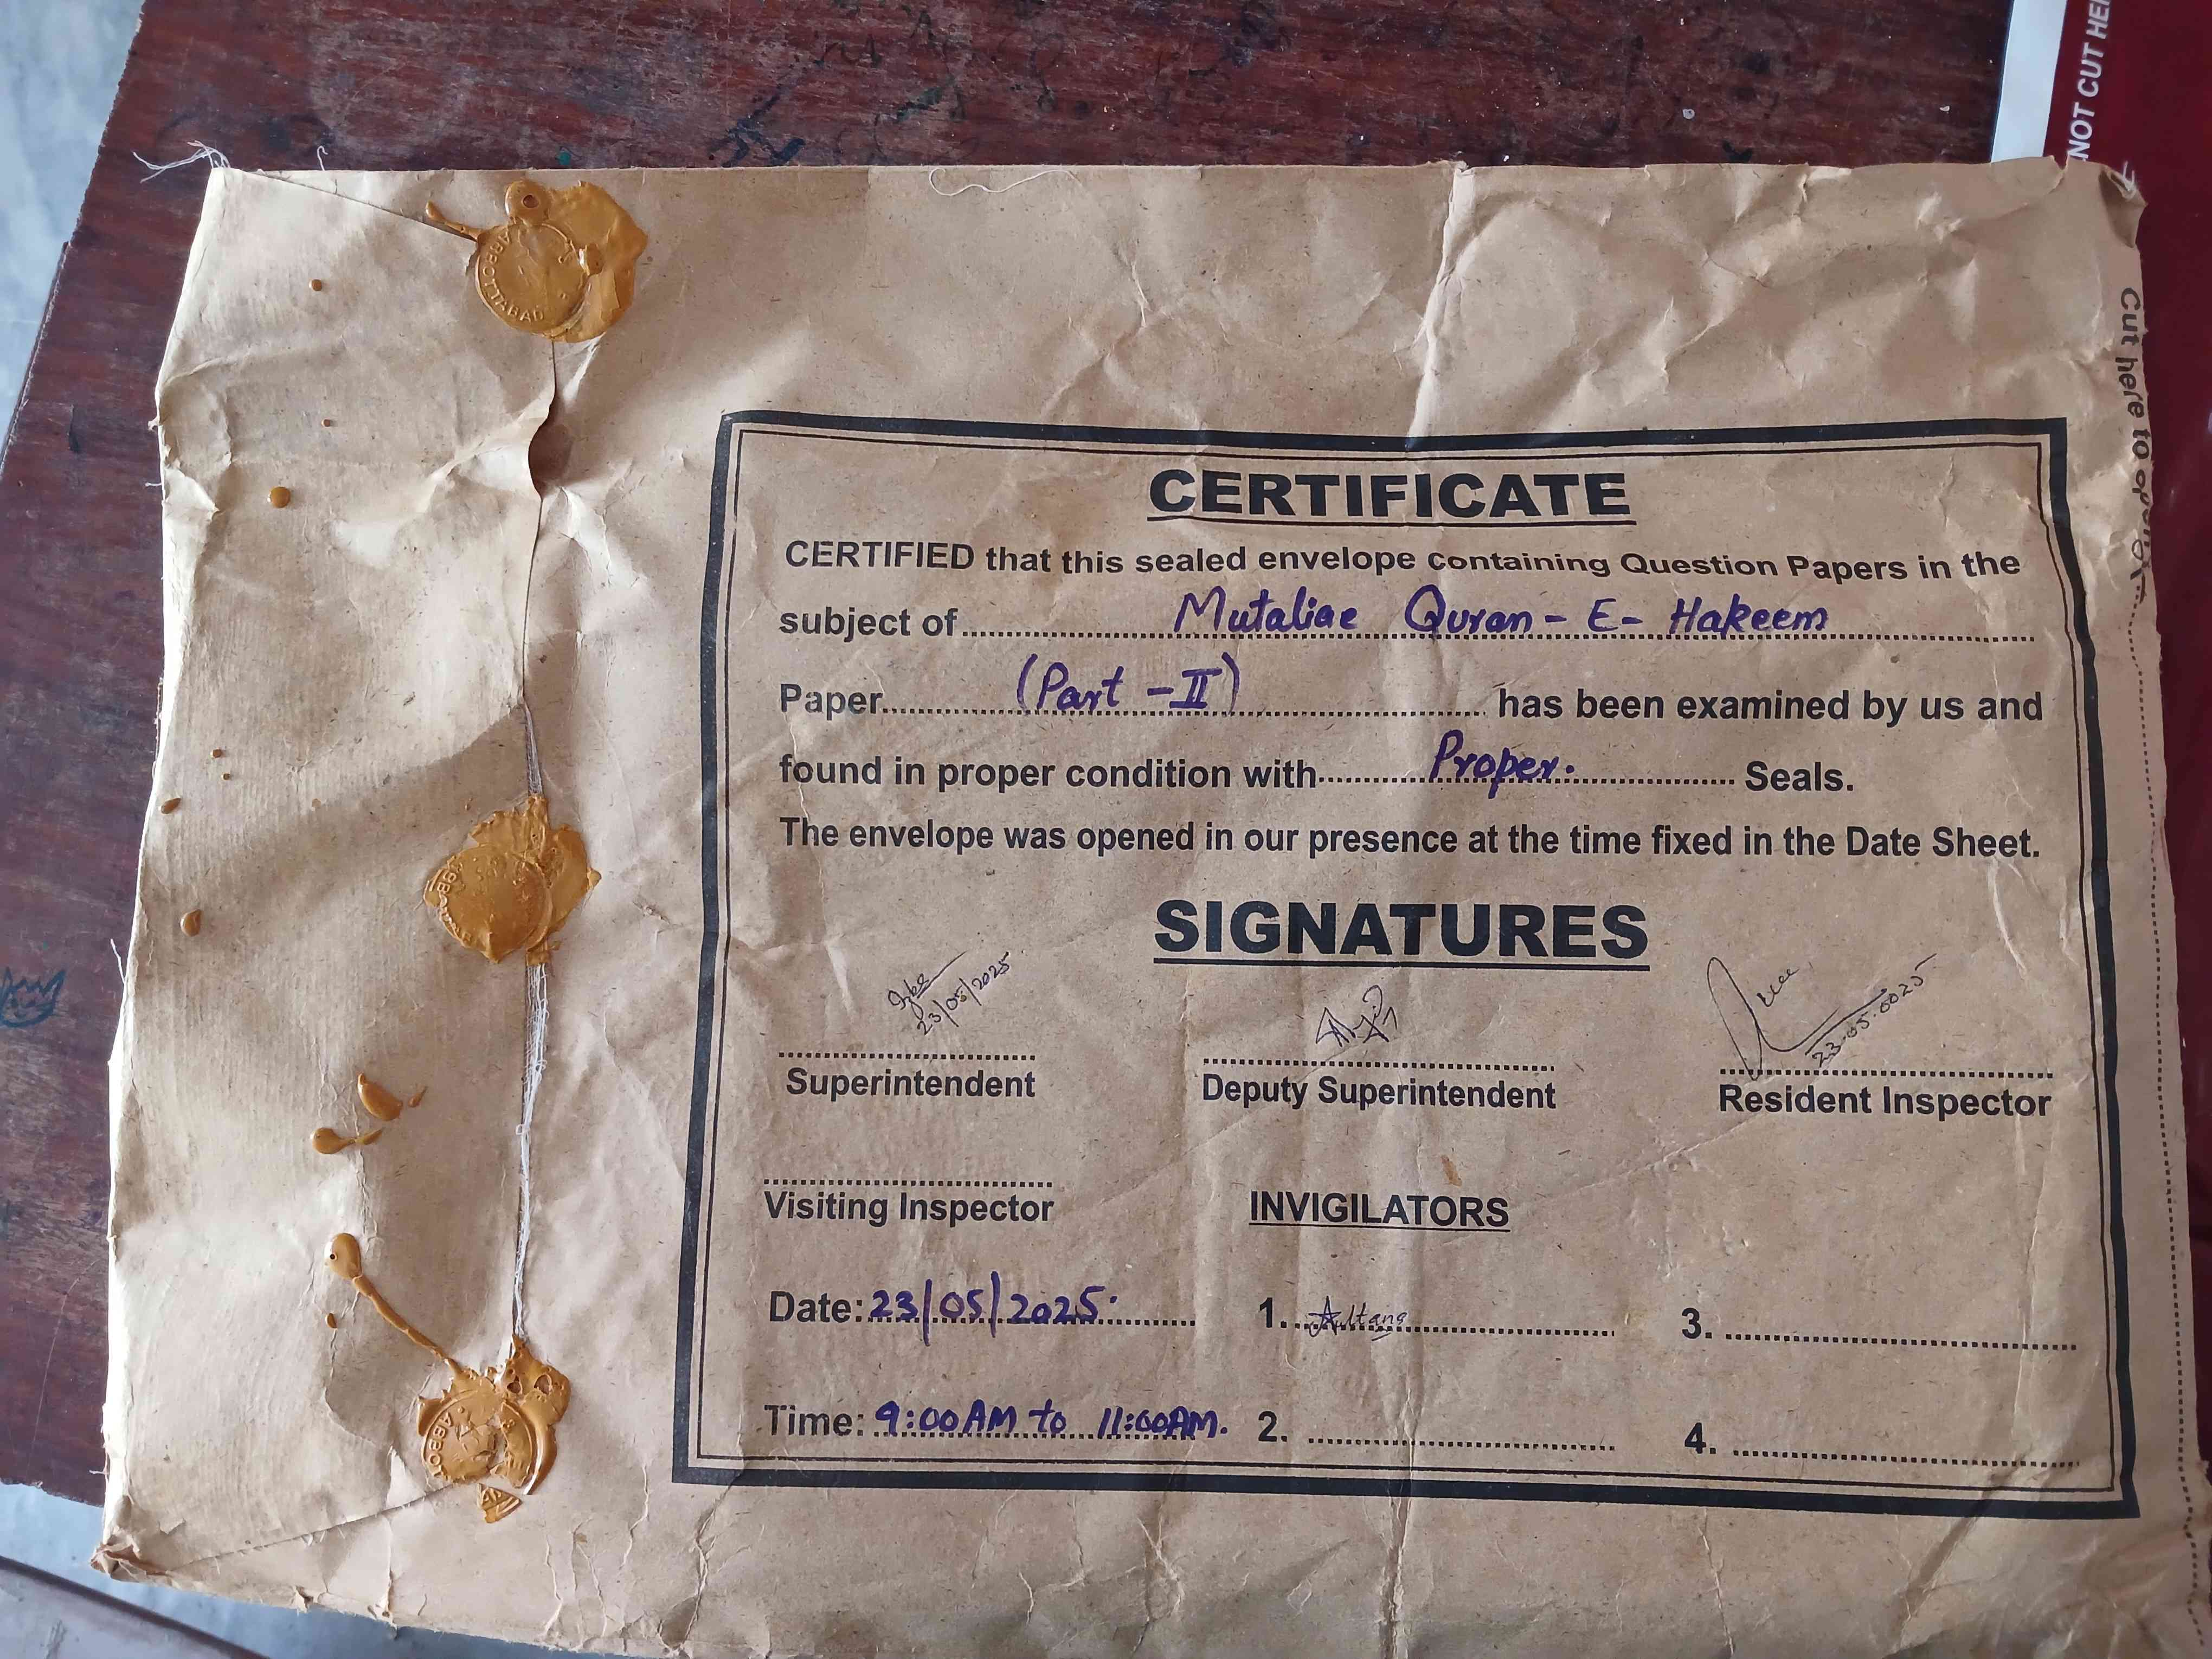 NOT CUT HE
Cut here to open
ABBOTTABAD
CERTIFICATE
CERTIFIED that this sealed envelope containing Question Papers in the
subject of Mutaliae Quran - E - Hakeem
Paper (Part - II) has been examined by us and
found in proper condition with Proper. Seals.
The envelope was opened in our presence at the time fixed in the Date Sheet.
SIGNATURES
23/05/2025
23.05.0025
Superintendent
Deputy Superintendent
Resident Inspector
Visiting Inspector
INVIGILATORS
Date: 23/05/2025.
1.
3.
Time: 9:00AM to 11:00AM.
2.
4.